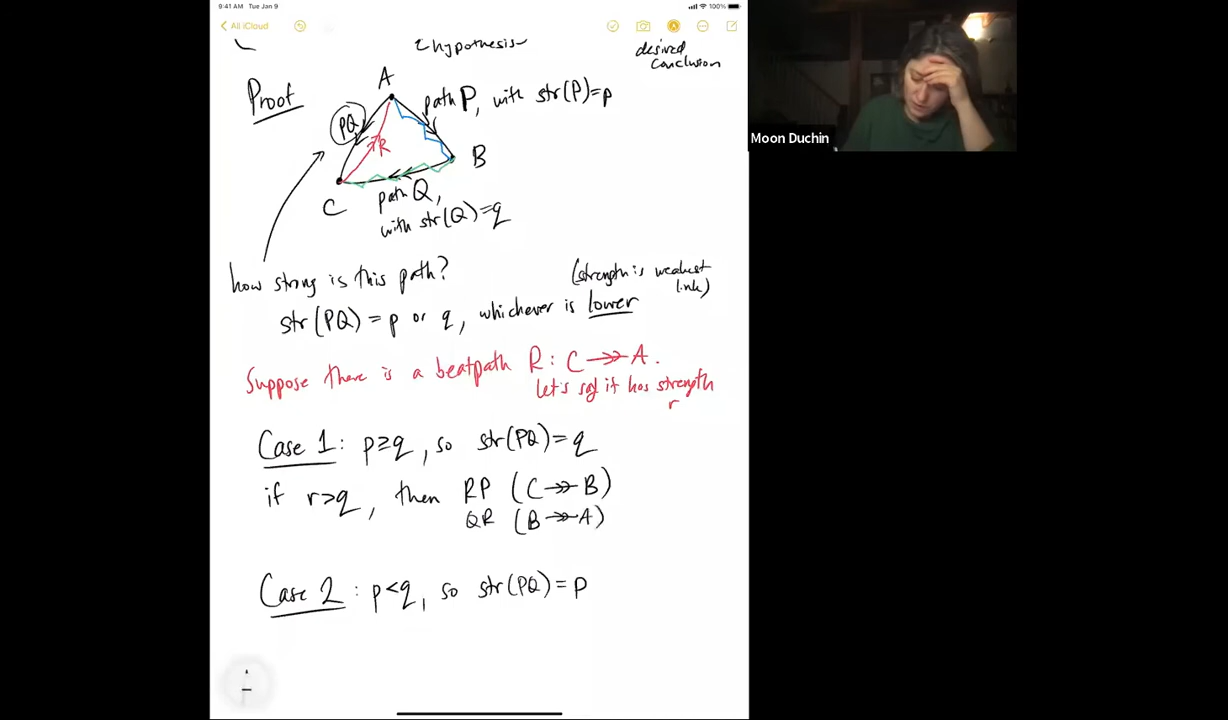 9:41 AM Tue Jan 9
100%
All iCloud
hypothesis
desired
conclusion
Proof
A
path P, with str(P)=p
PQ
R
B
C
path Q,
with str(Q)=q
how strong is this path?
(strength is weakest
link)
str(PQ) = p or q, whichever is lower
Suppose there is a beatpath R: C ↠ A.
let's say it has strength
r
Case 1: p≥q, so str(PQ)=q
if r>q, then RP (C ↠ B)
QR (B ↠ A)
Case 2: p<q, so str(PQ)=p
Moon Duchin